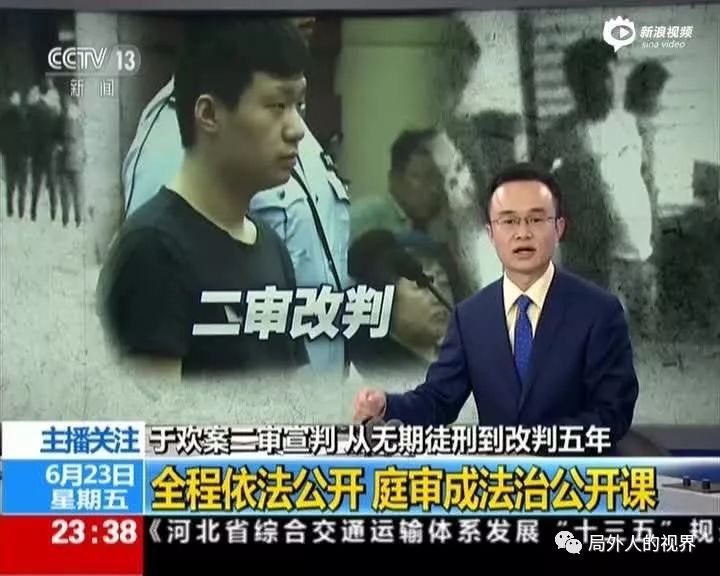 CCTV 13
新闻
新浪视频
sina video
二审改判
主播关注
于欢案二审宣判 从无期徒刑到改判五年
6月23日
星期五
全程依法公开 庭审成法治公开课
23:38
《河北省综合交通运输体系发展“十三五”规
局外人的视界